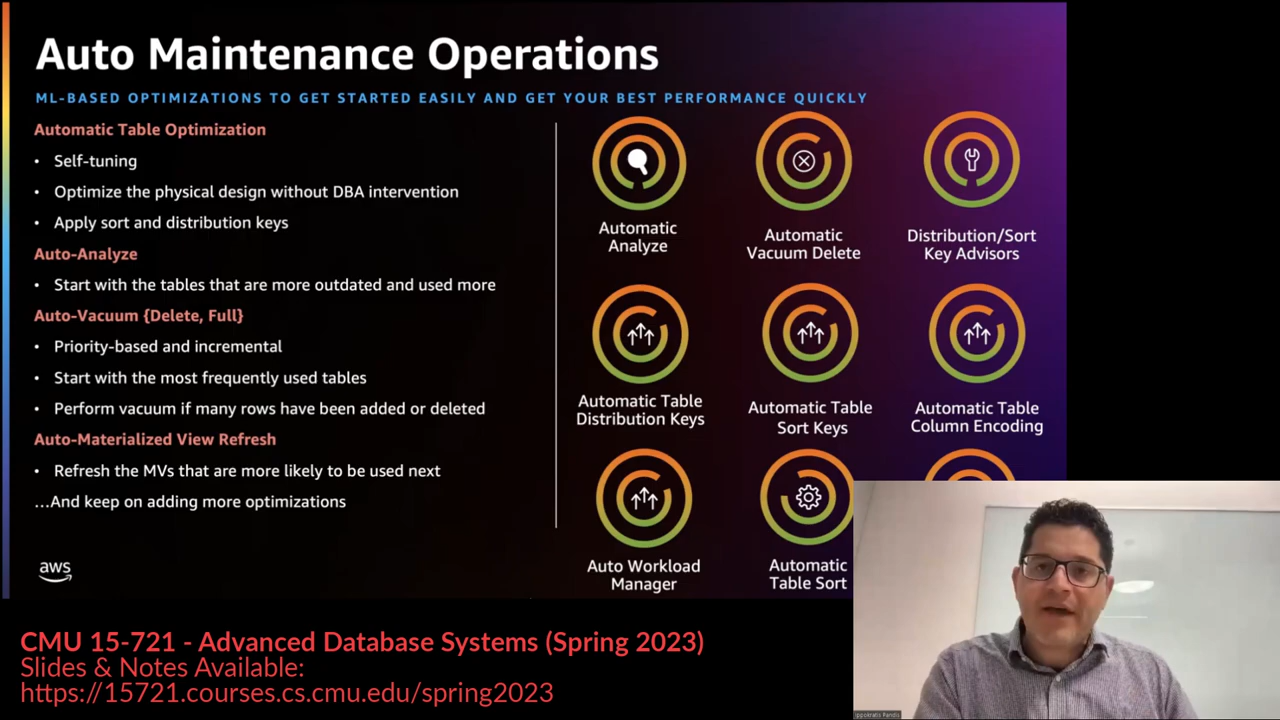 Auto Maintenance Operations
ML-BASED OPTIMIZATIONS TO GET STARTED EASILY AND GET YOUR BEST PERFORMANCE QUICKLY
Automatic Table Optimization
• Self-tuning
• Optimize the physical design without DBA intervention
• Apply sort and distribution keys
Auto-Analyze
• Start with the tables that are more outdated and used more
Auto-Vacuum {Delete, Full}
• Priority-based and incremental
• Start with the most frequently used tables
• Perform vacuum if many rows have been added or deleted
Auto-Materialized View Refresh
• Refresh the MVs that are more likely to be used next
...And keep on adding more optimizations
aws
Automatic
Analyze
Automatic
Vacuum Delete
Distribution/Sort
Key Advisors
Automatic Table
Distribution Keys
Automatic Table
Sort Keys
Automatic Table
Column Encoding
Auto Workload
Manager
Automatic
Table Sort
CMU 15-721 - Advanced Database Systems (Spring 2023)
Slides & Notes Available:
https://15721.courses.cs.cmu.edu/spring2023
Ippokratis Pandis